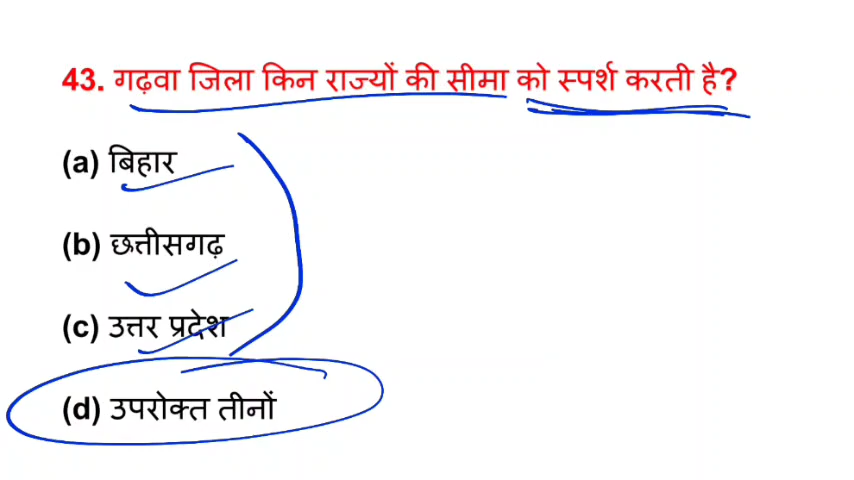 43. गढ़वा जिला किन राज्यों की सीमा को स्पर्श करती है?
(a) बिहार
(b) छत्तीसगढ़
(c) उत्तर प्रदेश
(d) उपरोक्त तीनों